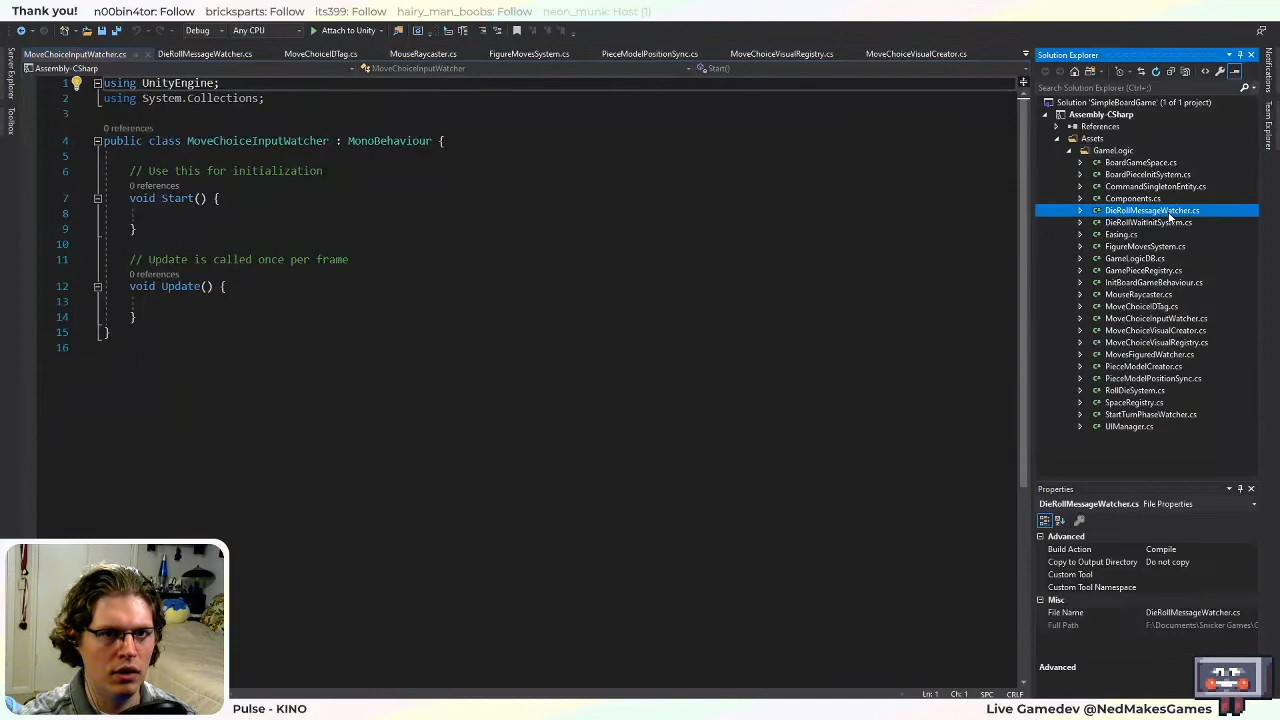 Thank you! n00bin4tor: Follow bricksparts: Follow its399: Follow hairy_man_boobs: Follow neon_munk: Host (1)
Debug Any CPU Attach to Unity
MoveChoiceInputWatcher.cs DieRollMessageWatcher.cs MoveChoiceIDTag.cs MouseRaycaster.cs FigureMovesSystem.cs PieceModelPositionSync.cs MoveChoiceVisualRegistry.cs MoveChoiceVisualCreator.cs
Assembly-CSharp MoveChoiceInputWatcher Start()
Server Explorer
Toolbox
1 using UnityEngine;
2 using System.Collections;
3
0 references
4 public class MoveChoiceInputWatcher : MonoBehaviour {
5
6 // Use this for initialization
0 references
7 void Start() {
8
9 }
10
11 // Update is called once per frame
0 references
12 void Update() {
13
14 }
15 }
16
Solution Explorer
Search Solution Explorer (Ctrl+;)
Solution 'SimpleBoardGame' (1 of 1 project)
Assembly-CSharp
References
Assets
GameLogic
BoardGameSpace.cs
BoardPieceInitSystem.cs
CommandSingletonEntity.cs
Components.cs
DieRollMessageWatcher.cs
DieRollWaitInitSystem.cs
Easing.cs
FigureMovesSystem.cs
GameLogicDB.cs
GamePieceRegistry.cs
InitBoardGameBehaviour.cs
MouseRaycaster.cs
MoveChoiceIDTag.cs
MoveChoiceInputWatcher.cs
MoveChoiceVisualCreator.cs
MoveChoiceVisualRegistry.cs
MovesFiguredWatcher.cs
PieceModelCreator.cs
PieceModelPositionSync.cs
RollDieSystem.cs
SpaceRegistry.cs
StartTurnPhaseWatcher.cs
UIManager.cs
Notifications
Team Explorer
Properties
DieRollMessageWatcher.cs File Properties
Advanced
Build Action Compile
Copy to Output Directory Do not copy
Custom Tool
Custom Tool Namespace
Misc
File Name DieRollMessageWatcher.cs
Full Path F:\Documents\Snicker Games\C
Advanced
Ln: 1 Ch: 1 SPC CRLF
Pulse - KINO
Live Gamedev @NedMakesGames